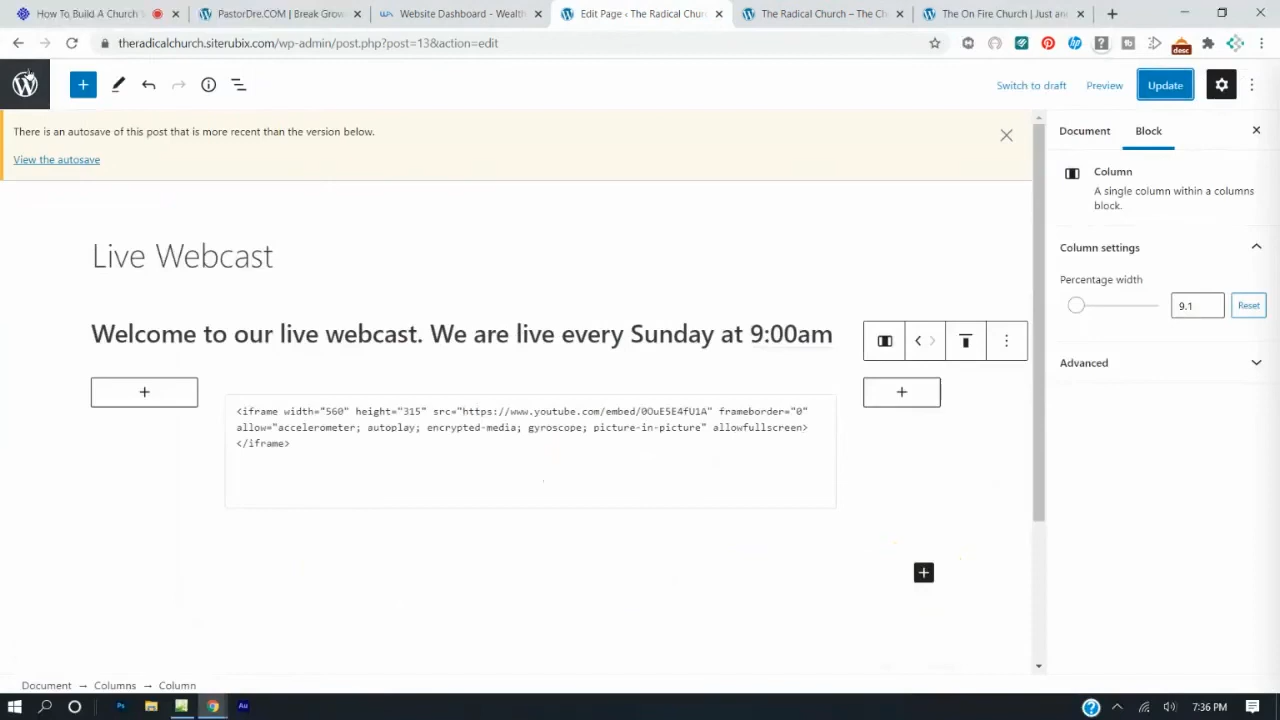 How To Build A Church
PastorDre.COM | Break Grow
Website Dashboard - Wealth
Edit Page ‹ The Radical Churc
The Radical Church – The Ch
The On Fire Church | Just an
theradicalchurch.siterubix.com/wp-admin/post.php?post=13&action=edit
desc
Switch to draft
Preview
Update
There is an autosave of this post that is more recent than the version below.
View the autosave
Document
Block
Column
A single column within a columns
block.
Column settings
Percentage width
9.1
Reset
Advanced
Live Webcast
Welcome to our live webcast. We are live every Sunday at 9:00am
<iframe width="560" height="315" src="https://www.youtube.com/embed/0OuE5E4fU1A" frameborder="0"
allow="accelerometer; autoplay; encrypted-media; gyroscope; picture-in-picture" allowfullscreen>
</iframe>
Document → Columns → Column
Ps
Au
7:36 PM